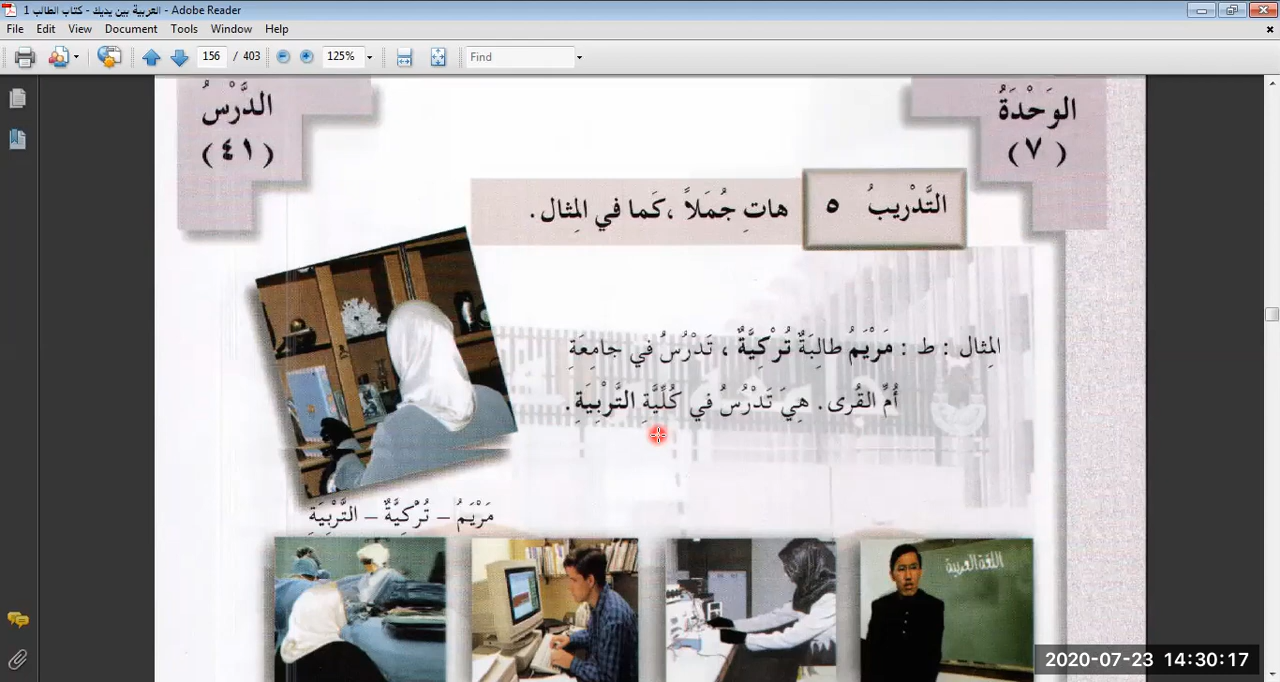 العربية بين يديك - كتاب الطالب 1 - Adobe Reader
File Edit View Document Tools Window Help
156 / 403 125% Find
الوَحْدَةُ (٧)
الدَّرْسُ (٤١)
التَّدْرِيبُ ٥ هاتِ جُمَلاً ،كَما في المِثال .
المِثال : ط : مَرْيَمُ طالِبَةٌ تُرْكِيَّةٌ ، تَدْرُسُ في جامِعَةِ
أُمِّ القُرى. هِيَ تَدْرُسُ في كُلِّيَّةِ التَّرْبِيَةِ .
مَرْيَمُ – تُرْكِيَّةٌ – التَّرْبِيَةِ
اللغة العربية
2020-07-23 14:30:17